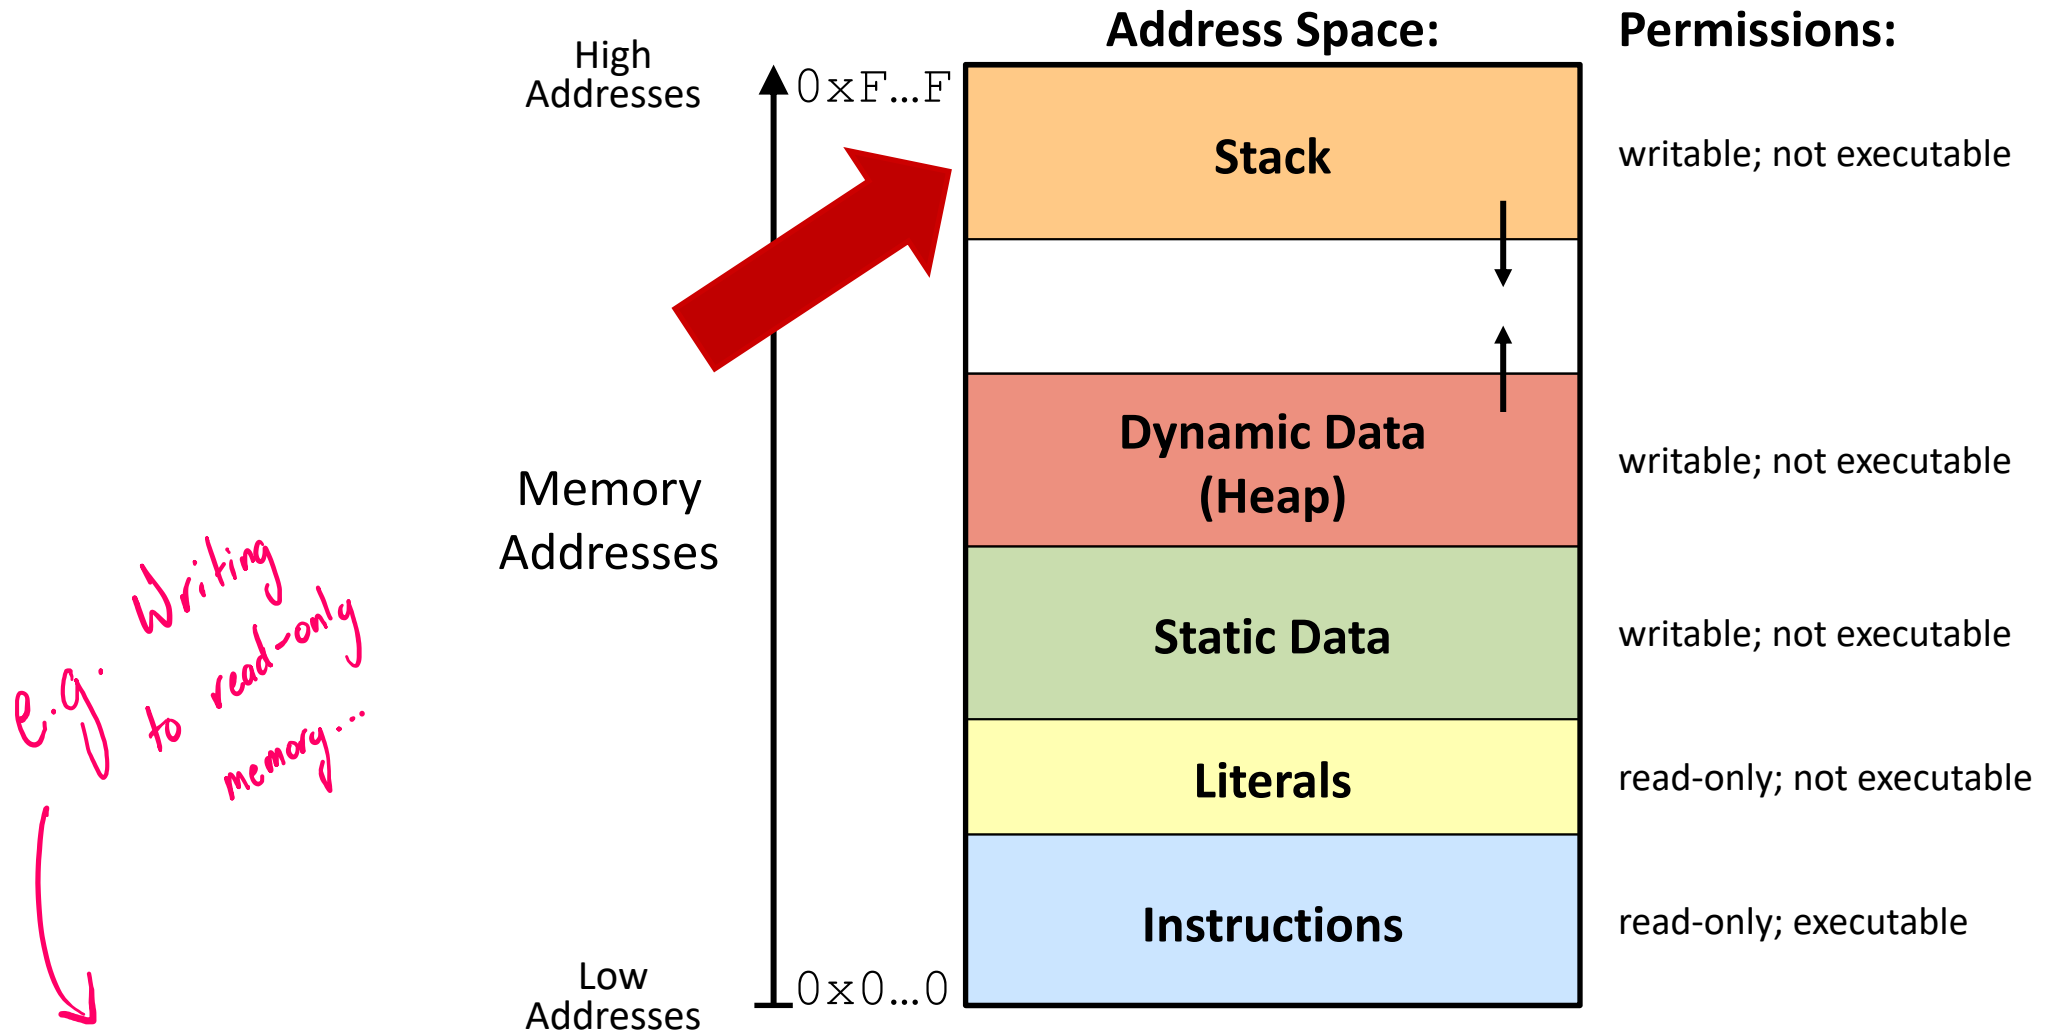 Address Space:
Permissions:
High
Addresses
0xF…F
Stack
writable; not executable
Dynamic Data
(Heap)
writable; not executable
Memory
Addresses
e.g. Writing
to read-only
memory...
Static Data
writable; not executable
Literals
read-only; not executable
Instructions
read-only; executable
Low
Addresses
0x0…0